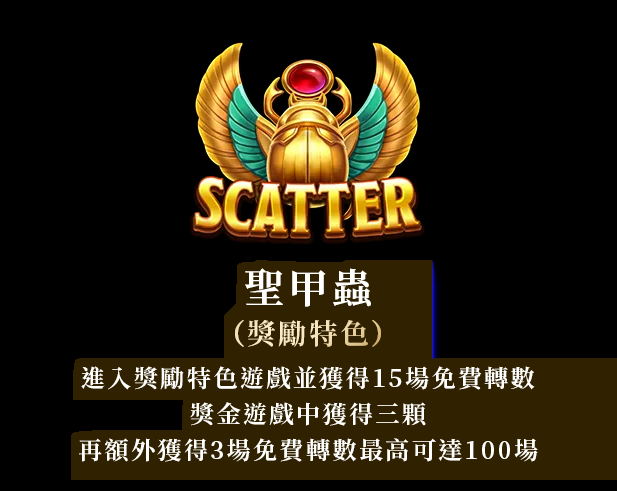 SCATTER
聖甲蟲
(獎勵特色)
進入獎勵特色遊戲並獲得15場免費轉數
獎金遊戲中獲得三顆
再額外獲得3場免費轉數最高可達100場